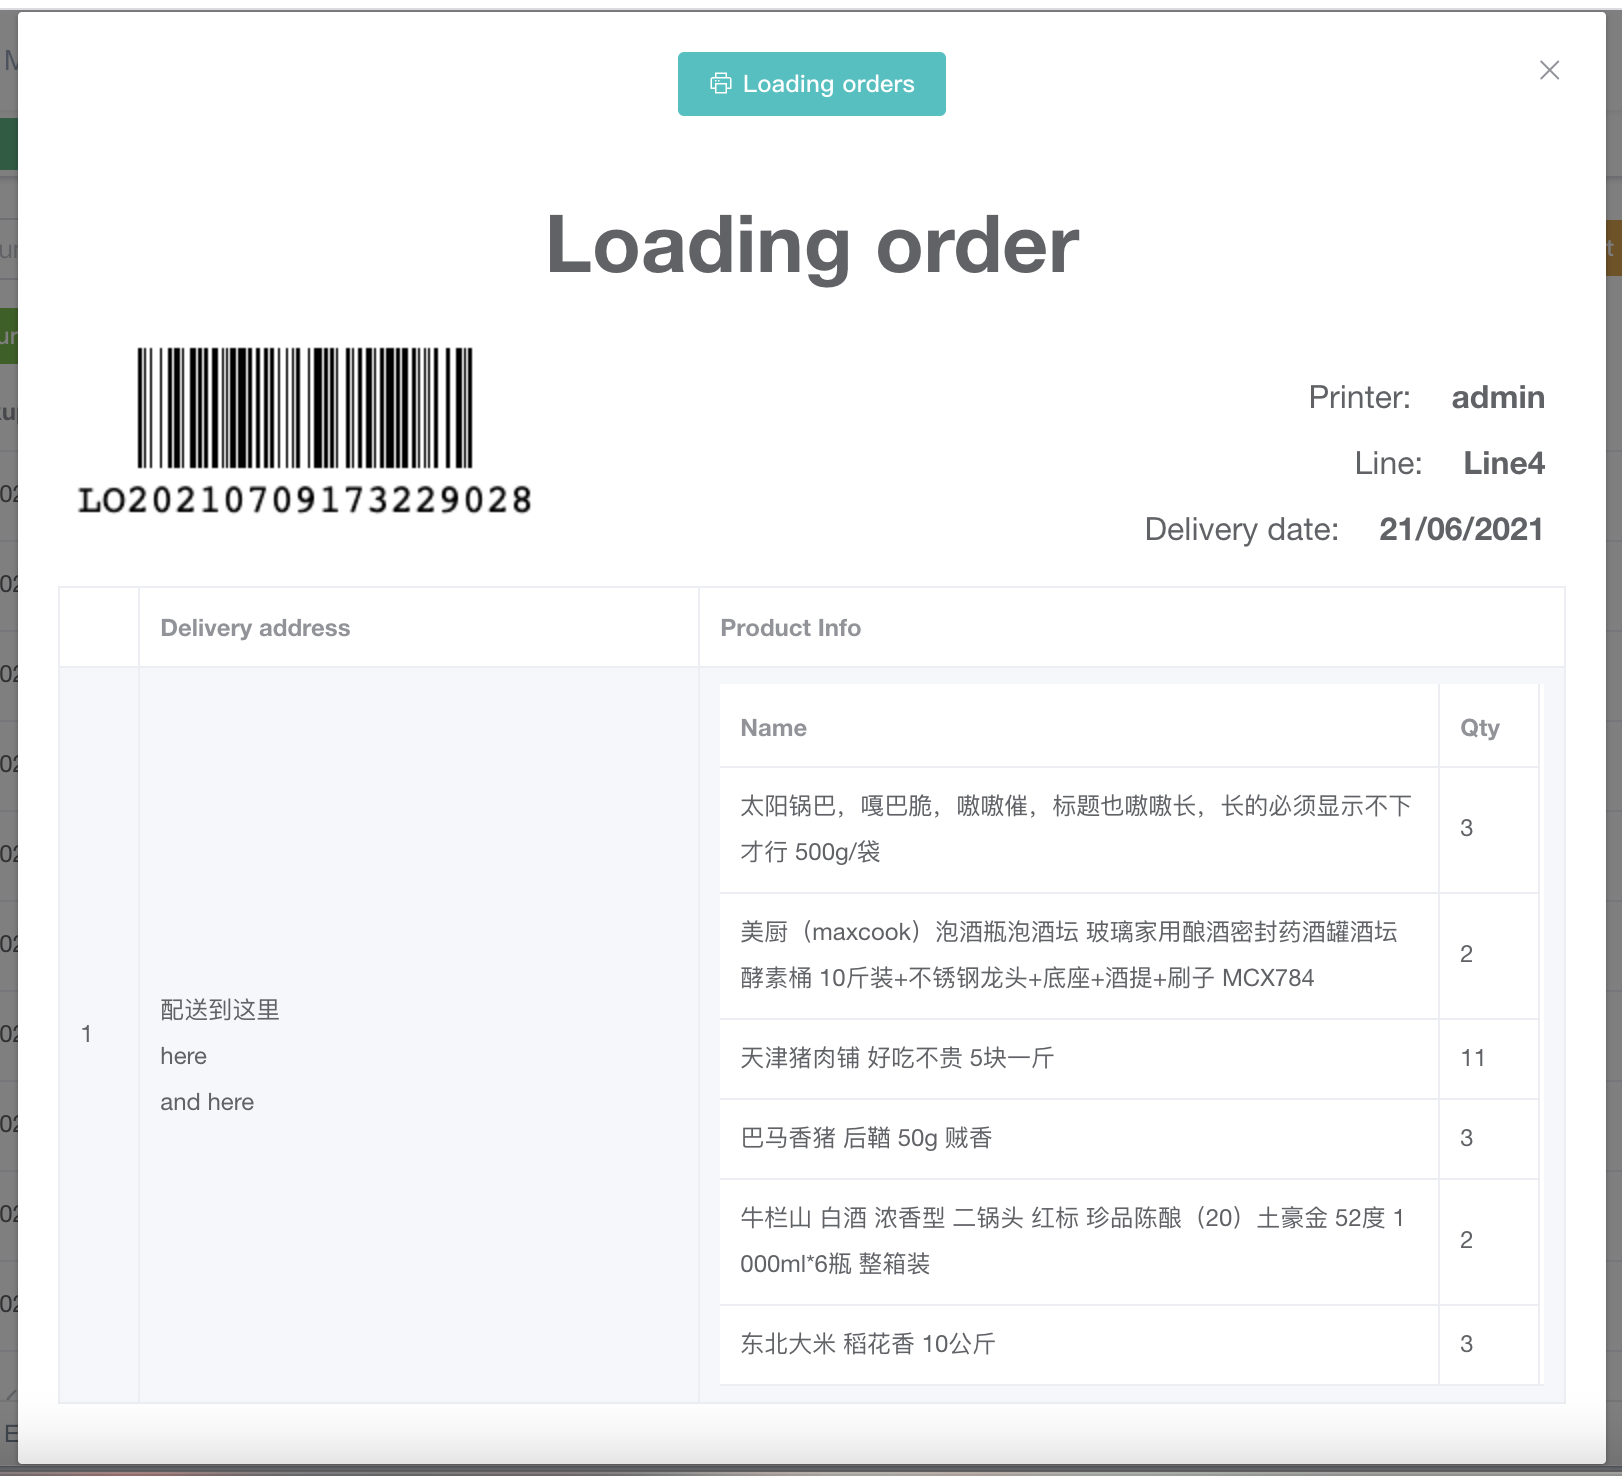 Loading orders
Loading order
LO20210709173229028
Printer: admin
Line: Line4
Delivery date: 21/06/2021
Delivery address Product Info
Name Qty
太阳锅巴，嘎巴脆，嗷嗷催，标题也嗷嗷长，长的必须显示不下
才行 500g/袋
3
美厨（maxcook）泡酒瓶泡酒坛 玻璃家用酿酒密封药酒罐酒坛
酵素桶 10斤装+不锈钢龙头+底座+酒提+刷子 MCX784
2
天津猪肉铺 好吃不贵 5块一斤 11
巴马香猪 后鞧 50g 贼香 3
牛栏山 白酒 浓香型 二锅头 红标 珍品陈酿（20）土豪金 52度 1
000ml*6瓶 整箱装
2
东北大米 稻花香 10公斤 3
1
配送到这里
here
and here